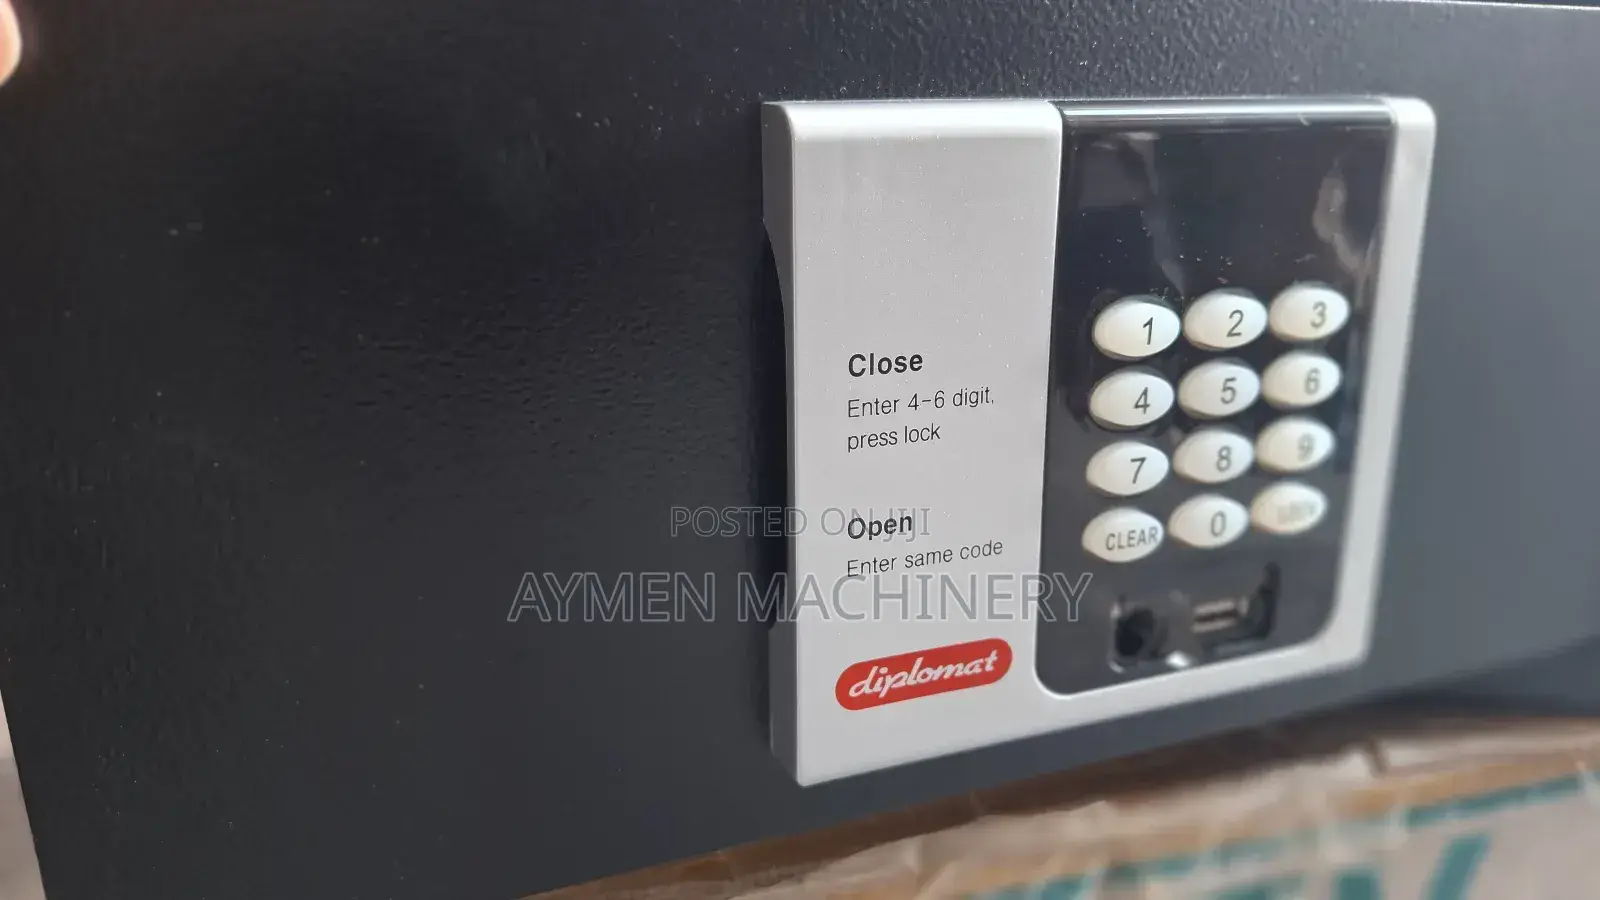 Close
Enter 4-6 digit,
press lock
Open
Enter same code
diplomat
1 2 3
4 5 6
7 8 9
CLEAR 0 LOCK
POSTED ON JIJI
AYMEN MACHINERY